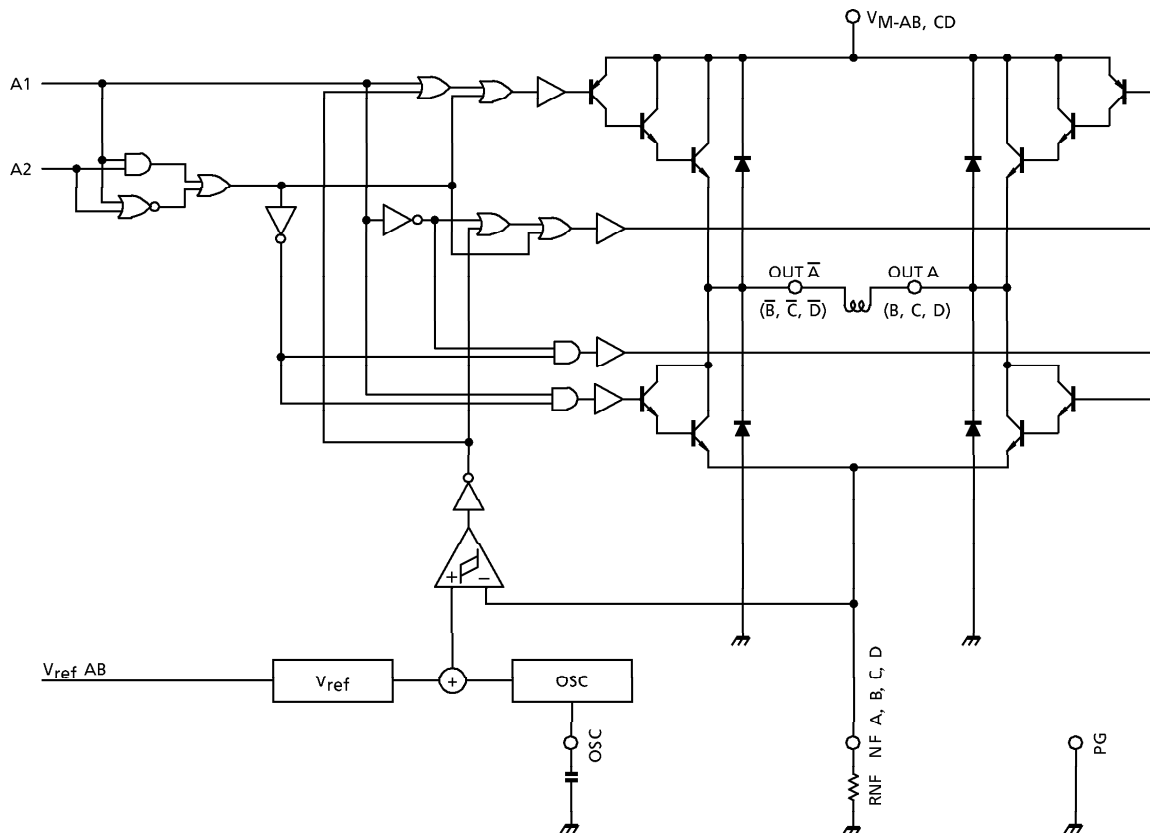 V_M-AB, CD
A1
A2
OUT A̅
OUT A
(B̅, C̅, D̅)
(B, C, D)
+
−
V_ref AB
V_ref
+
OSC
OSC
NF A, B, C, D
RNF
PG